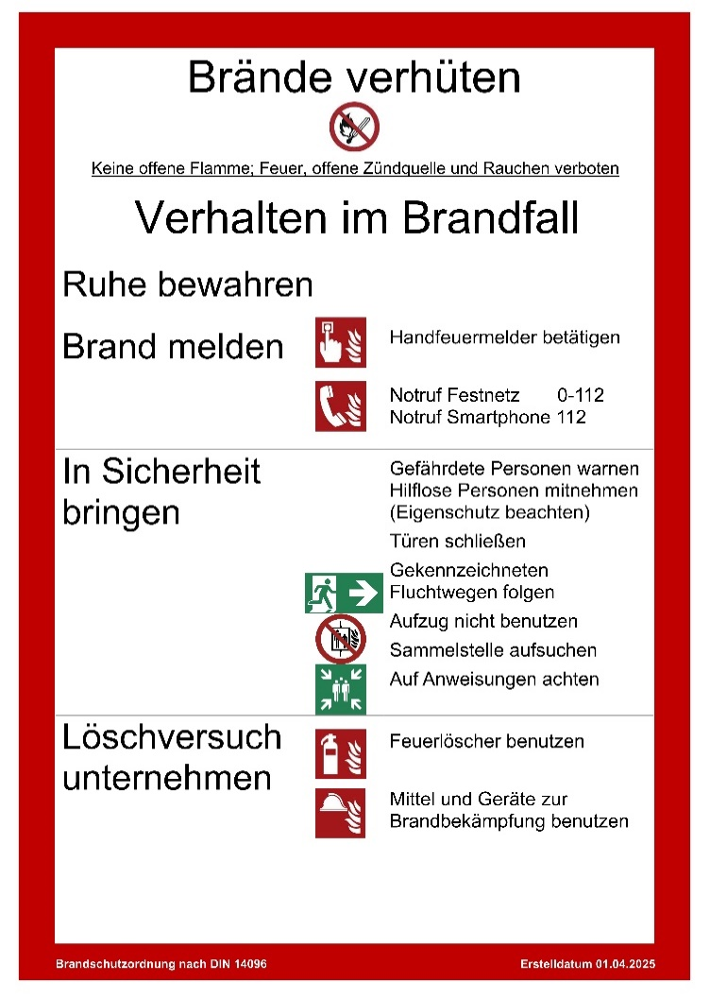 Brände verhüten
Keine offene Flamme; Feuer, offene Zündquelle und Rauchen verboten
Verhalten im Brandfall
Ruhe bewahren
Brand melden
Handfeuermelder betätigen
Notruf Festnetz 0-112
Notruf Smartphone 112
In Sicherheit
bringen
Gefährdete Personen warnen
Hilflose Personen mitnehmen
(Eigenschutz beachten)
Türen schließen
Gekennzeichneten
Fluchtwegen folgen
Aufzug nicht benutzen
Sammelstelle aufsuchen
Auf Anweisungen achten
Löschversuch
unternehmen
Feuerlöscher benutzen
Mittel und Geräte zur
Brandbekämpfung benutzen
Brandschutzordnung nach DIN 14096
Erstelldatum 01.04.2025